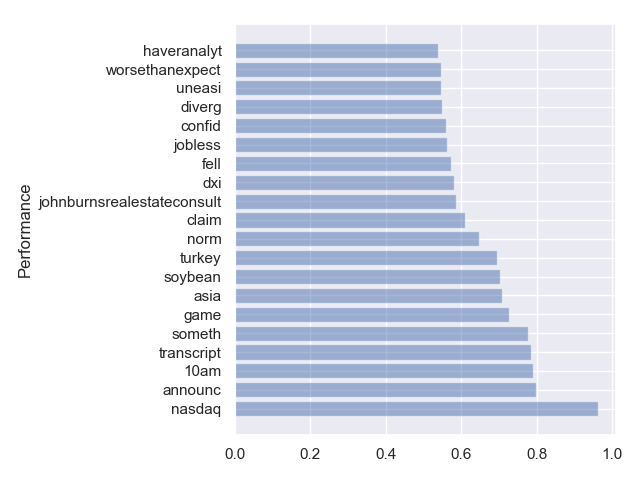 haveranalyt
worsethanexpect
uneasi
diverg
confid
jobless
fell
dxi
johnburnsrealestateconsult
claim
norm
turkey
soybean
asia
game
someth
transcript
10am
announc
nasdaq
Performance
0.0 0.2 0.4 0.6 0.8 1.0